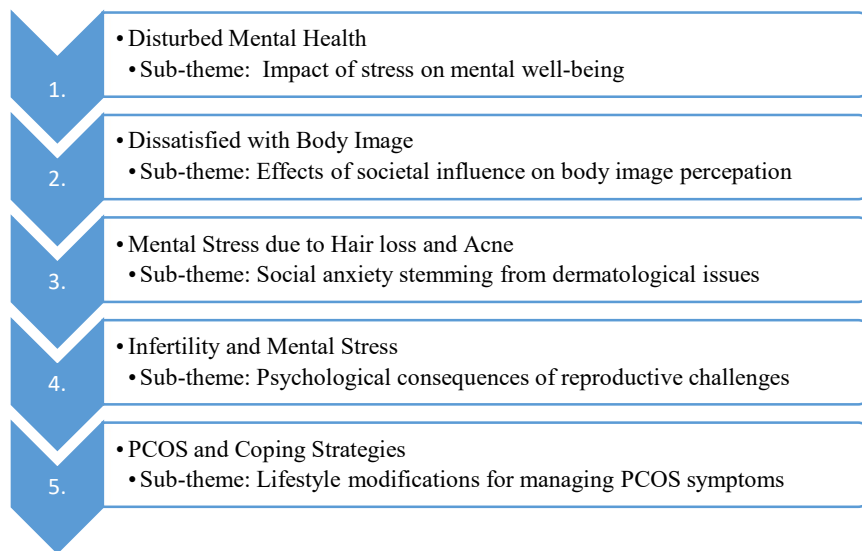 1.
• Disturbed Mental Health
• Sub-theme:  Impact of stress on mental well-being
2.
• Dissatisfied with Body Image
• Sub-theme: Effects of societal influence on body image percepation
3.
• Mental Stress due to Hair loss and Acne
• Sub-theme: Social anxiety stemming from dermatological issues
4.
• Infertility and Mental Stress
• Sub-theme: Psychological consequences of reproductive challenges
5.
• PCOS and Coping Strategies
• Sub-theme: Lifestyle modifications for managing PCOS symptoms